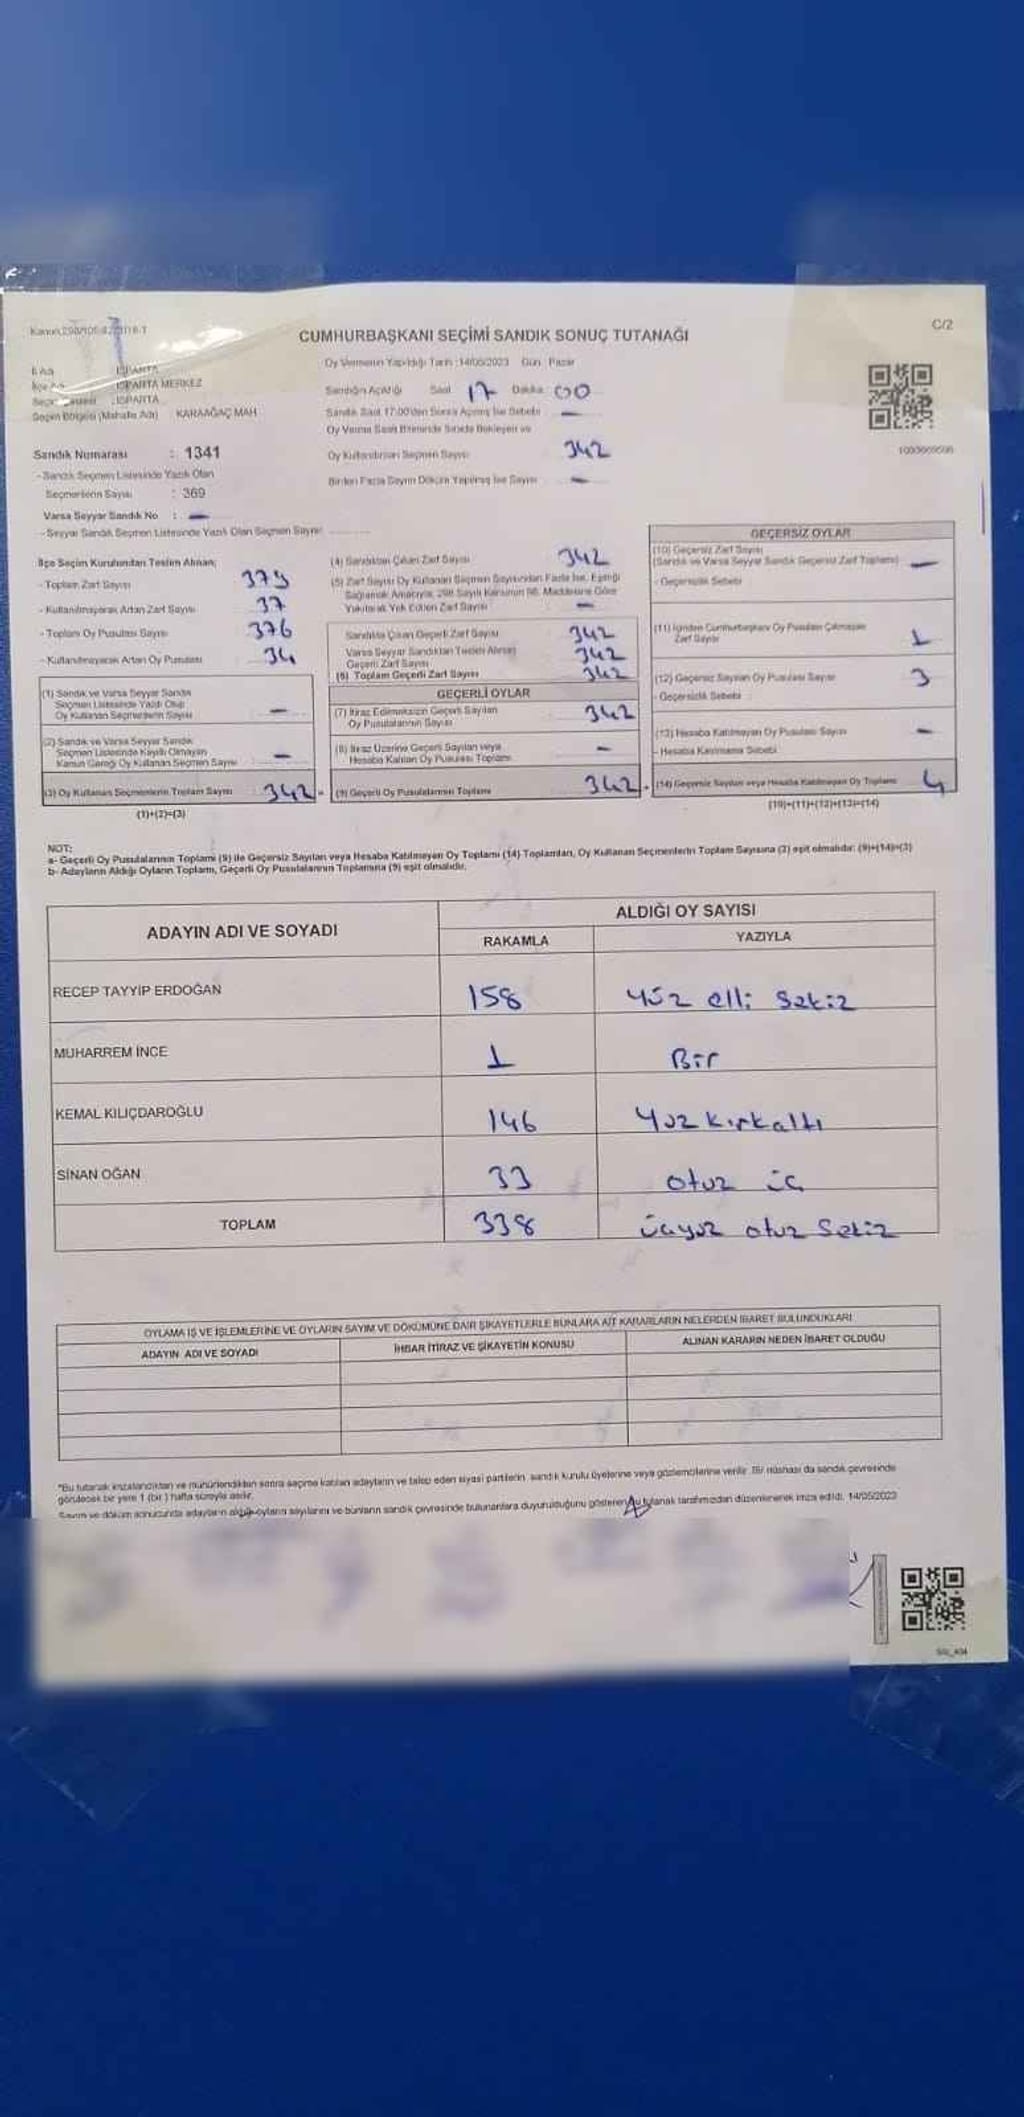 CUMHURBAŞKANI SEÇİMİ SANDIK SONUÇ TUTANAĞI
C/2
Oy Vermenin Yapıldığı Tarih :14/05/2023 Gün : Pazar
İl Adı : ISPARTA
ISPARTA MERKEZ
: ISPARTA
Seçim Bölgesi (Mahalle Adı) : KARAAĞAÇ MAH
Sandık Numarası : 1341
- Sandık Seçmen Listesinde Yazılı Olan
Seçmenlerin Sayısı : 369
Varsa Seyyar Sandık No : -
- Seyyar Sandık Seçmen Listesinde Yazılı Olan Seçmen Sayısı
Sandığın Açıldığı Saat 17 Dakika 00
Sandık Saat 17:00'den Sonra Açılmış İse Sebebi -
Oy Verme Saati Bitiminde Sırada Bekleyen ve
Oy Kullandırılan Seçmen Sayısı 342
Birden Fazla Sayım Döküm Yapılmış İse Sayısı -
İlçe Seçim Kurulundan Teslim Alınan;
- Toplam Zarf Sayısı 379
- Kullanılmayarak Artan Zarf Sayısı 37
- Toplam Oy Pusulası Sayısı 376
- Kullanılmayarak Artan Oy Pusulası 34
(1) Sandık ve Varsa Seyyar Sandık
Seçmen Listesinde Yazılı Olup
Oy Kullanan Seçmenlerin Sayısı -
(2) Sandık ve Varsa Seyyar Sandık
Seçmen Listesinde Kayıtlı Olmayan
Kanun Gereği Oy Kullanan Seçmen Sayısı -
(3) Oy Kullanan Seçmenlerin Toplam Sayısı 342
(1)+(2)=(3)
(4) Sandıktan Çıkan Zarf Sayısı 342
(5) Zarf Sayısı Oy Kullanan Seçmen Sayısından Fazla İse, Eşitliği
Sağlamak Amacıyla, 298 Sayılı Kanunun 98. Maddesine Göre
Yakılarak Yok Edilen Zarf Sayısı -
Sandıkta Çıkan Geçerli Zarf Sayısı 342
Varsa Seyyar Sandıktan Teslim Alınan
Geçerli Zarf Sayısı 342
(6) Toplam Geçerli Zarf Sayısı 342
GEÇERLİ OYLAR
(7) İtiraz Edilmeksizin Geçerli Sayılan
Oy Pusulalarının Sayısı 342
(8) İtiraz Üzerine Geçerli Sayılan veya
Hesaba Katılan Oy Pusulası Toplamı -
(9) Geçerli Oy Pusulalarının Toplamı 342
GEÇERSİZ OYLAR
(10) Geçersiz Zarf Sayısı
(Sandık ve Varsa Seyyar Sandık Geçersiz Zarf Toplamı) -
- Geçersizlik Sebebi
(11) İçinden Cumhurbaşkanı Oy Pusulası Çıkmayan
Zarf Sayısı 1
(12) Geçersiz Sayılan Oy Pusulası Sayısı 3
- Geçersizlik Sebebi
(13) Hesaba Katılmayan Oy Pusulası Sayısı -
- Hesaba Katılmama Sebebi
(14) Geçersiz Sayılan veya Hesaba Katılmayan Oy Toplamı 4
(10)+(11)+(12)+(13)=(14)
NOT:
a- Geçerli Oy Pusulalarının Toplamı (9) ile Geçersiz Sayılan veya Hesaba Katılmayan Oy Toplamı (14) Toplamları, Oy Kullanan Seçmenlerin Toplam Sayısına (3) eşit olmalıdır. (9)+(14)=(3)
b- Adayların Aldığı Oyların Toplamı, Geçerli Oy Pusulalarının Toplamına (9) eşit olmalıdır.
ADAYIN ADI VE SOYADI
ALDIĞI OY SAYISI
RAKAMLA YAZIYLA
RECEP TAYYİP ERDOĞAN 158 Yüz elli sekiz
MUHARREM İNCE 1 Bir
KEMAL KILIÇDAROĞLU 146 Yüz kırkaltı
SİNAN OĞAN 33 otuz üç
TOPLAM 338 üçyüz otuz sekiz
OYLAMA İŞ VE İŞLEMLERİNE VE OYLARIN SAYIM VE DÖKÜMÜNE DAİR ŞİKAYETLERLE BUNLARA AİT KARARLARIN NELERDEN İBARET BULUNDUKLARI
ADAYIN ADI VE SOYADI
İHBAR İTİRAZ VE ŞİKAYETİN KONUSU
ALINAN KARARIN NEDEN İBARET OLDUĞU
*Bu tutanak imzalandıktan ve mühürlendikten sonra seçime katılan adayların ve talep eden siyasi partilerin, sandık kurulu üyelerine veya gözlemcilerine verilir. Bir nüshası da sandık çevresinde
görülecek bir yere 1 (bir) hafta süreyle asılır.
Sayım ve döküm sonucunda adayların aldığı oyların sayılarını ve bunların sandık çevresinde bulunanlara duyurulduğunu gösteren bu tutanak tarafımızdan düzenlenerek imza edildi. 14/05/2023